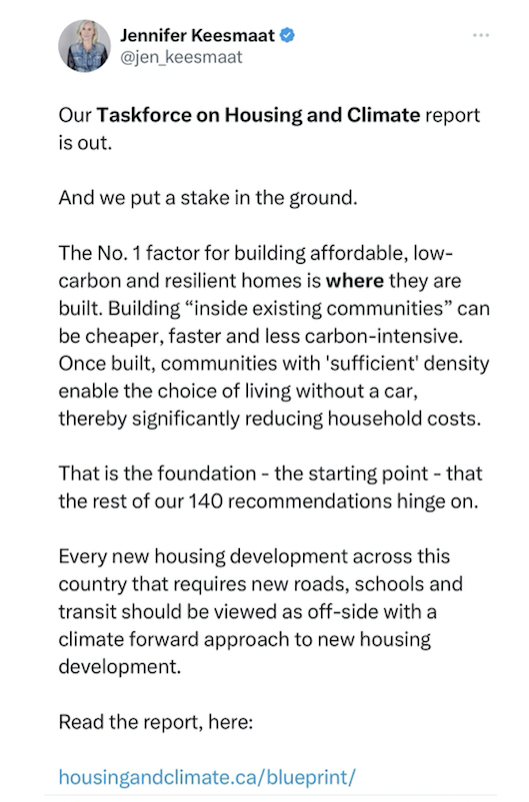 Jennifer Keesmaat
@jen_keesmaat
Our Taskforce on Housing and Climate report
is out.
And we put a stake in the ground.
The No. 1 factor for building affordable, low-
carbon and resilient homes is where they are
built. Building “inside existing communities” can
be cheaper, faster and less carbon-intensive.
Once built, communities with 'sufficient' density
enable the choice of living without a car,
thereby significantly reducing household costs.
That is the foundation - the starting point - that
the rest of our 140 recommendations hinge on.
Every new housing development across this
country that requires new roads, schools and
transit should be viewed as off-side with a
climate forward approach to new housing
development.
Read the report, here:
housingandclimate.ca/blueprint/